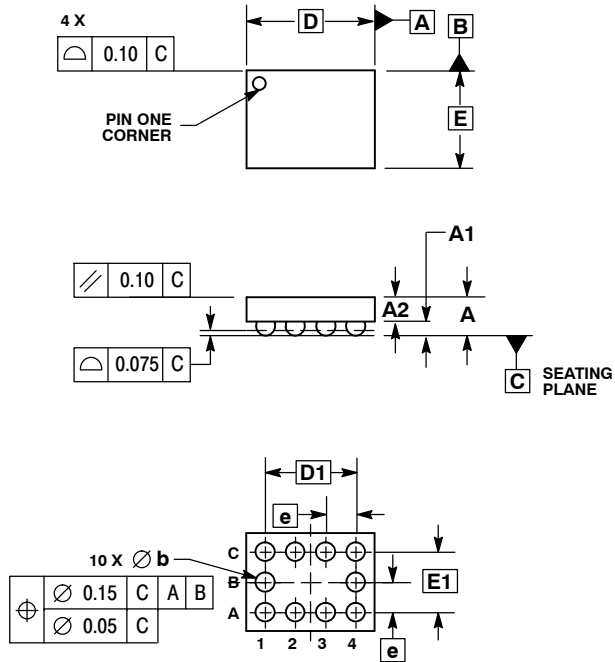 4 X
⌓ 0.10 C
D
A
B
PIN ONE
CORNER
E
A1
// 0.10 C
A2
A
⌓ 0.075 C
C
SEATING
PLANE
D1
e
10 X ∅ b
C
B
A
E1
⌖ ∅ 0.15 C A B
∅ 0.05 C
1 2 3 4
e